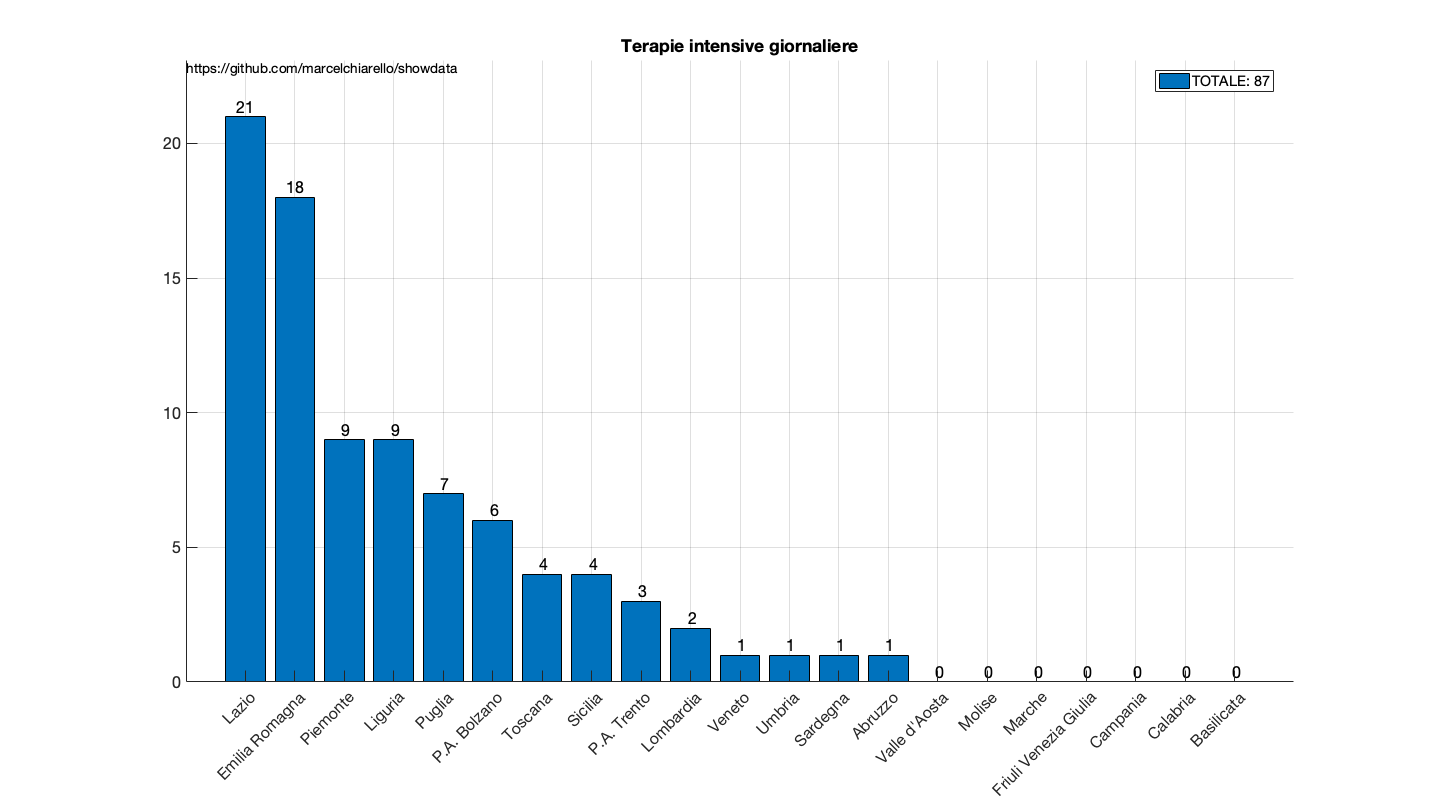 Terapie intensive giornaliere
https://github.com/marcelchiarello/showdata
TOTALE: 87
21
18
9
9
7
6
4
4
3
2
1
1
1
1
0
0
0
0
0
0
0
20
15
10
5
0
Lazio
Emilia Romagna
Piemonte
Liguria
Puglia
P.A. Bolzano
Toscana
Sicilia
P.A. Trento
Lombardia
Veneto
Umbria
Sardegna
Abruzzo
Valle d'Aosta
Molise
Marche
Friuli Venezia Giulia
Campania
Calabria
Basilicata